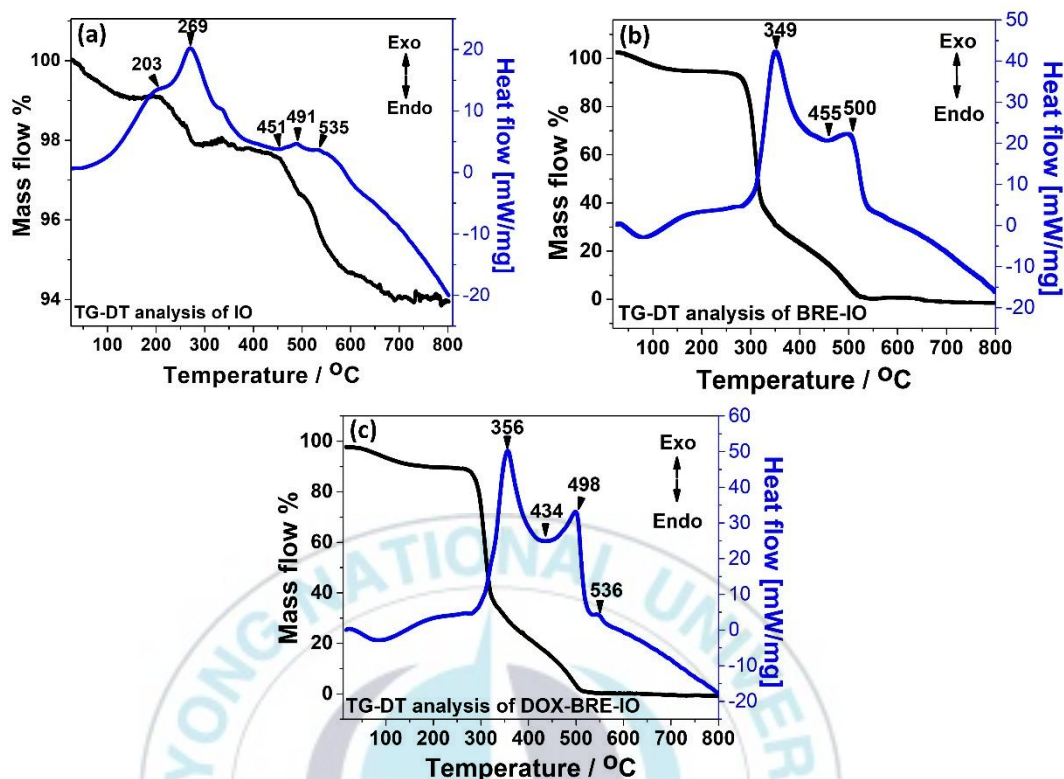 (a)
269
203
451
491
535
Exo
Endo
100
98
96
94
Mass flow %
20
10
0
-10
-20
Heat flow [mW/mg]
TG-DT analysis of IO
100 200 300 400 500 600 700 800
Temperature / ᴼC
(b)
349
455
500
Exo
Endo
100
80
60
40
20
0
Mass flow %
50
40
30
20
10
0
-10
-20
Heat flow [mW/mg]
TG-DT analysis of BRE-IO
100 200 300 400 500 600 700 800
Temperature / ᴼC
(c)
356
434
498
536
Exo
Endo
100
80
60
40
20
0
Mass flow %
60
50
40
30
20
10
0
-10
-20
Heat flow [mW/mg]
TG-DT analysis of DOX-BRE-IO
100 200 300 400 500 600 700 800
Temperature / ᴼC
YONG NATIONAL UNIVER